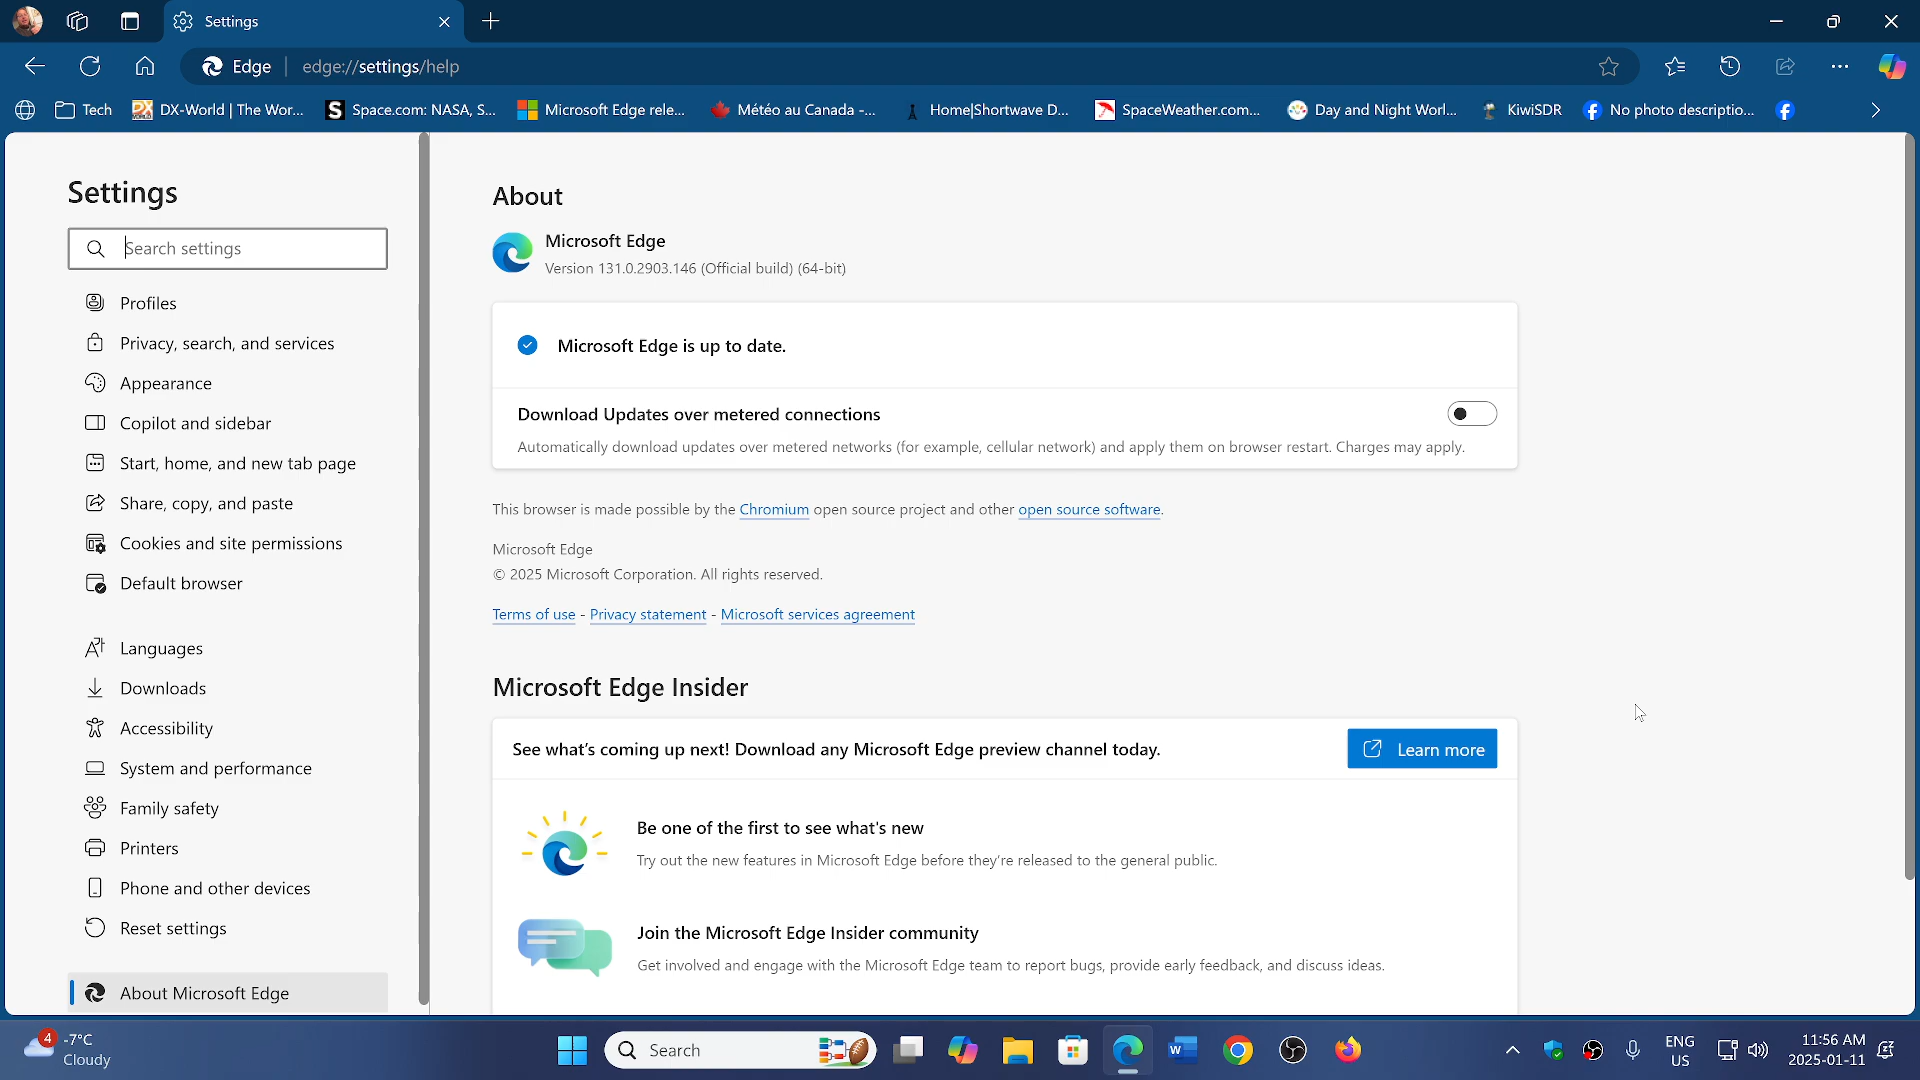 Settings
Edge
edge://settings/help
Tech
DX-World | The Wor...
Space.com: NASA, S...
Microsoft Edge rele...
Météo au Canada -...
Home|Shortwave D...
SpaceWeather.com...
Day and Night Worl...
KiwiSDR
No photo descriptio...
Settings
Search settings
Profiles
Privacy, search, and services
Appearance
Copilot and sidebar
Start, home, and new tab page
Share, copy, and paste
Cookies and site permissions
Default browser
Languages
Downloads
Accessibility
System and performance
Family safety
Printers
Phone and other devices
Reset settings
About Microsoft Edge
About
Microsoft Edge
Version 131.0.2903.146 (Official build) (64-bit)
Microsoft Edge is up to date.
Download Updates over metered connections
Automatically download updates over metered networks (for example, cellular network) and apply them on browser restart. Charges may apply.
This browser is made possible by the Chromium open source project and other open source software.
Microsoft Edge
© 2025 Microsoft Corporation. All rights reserved.
Terms of use - Privacy statement - Microsoft services agreement
Microsoft Edge Insider
See what's coming up next! Download any Microsoft Edge preview channel today.
Learn more
Be one of the first to see what's new
Try out the new features in Microsoft Edge before they're released to the general public.
Join the Microsoft Edge Insider community
Get involved and engage with the Microsoft Edge team to report bugs, provide early feedback, and discuss ideas.
4
-7°C
Cloudy
Search
ENG
US
11:56 AM
2025-01-11